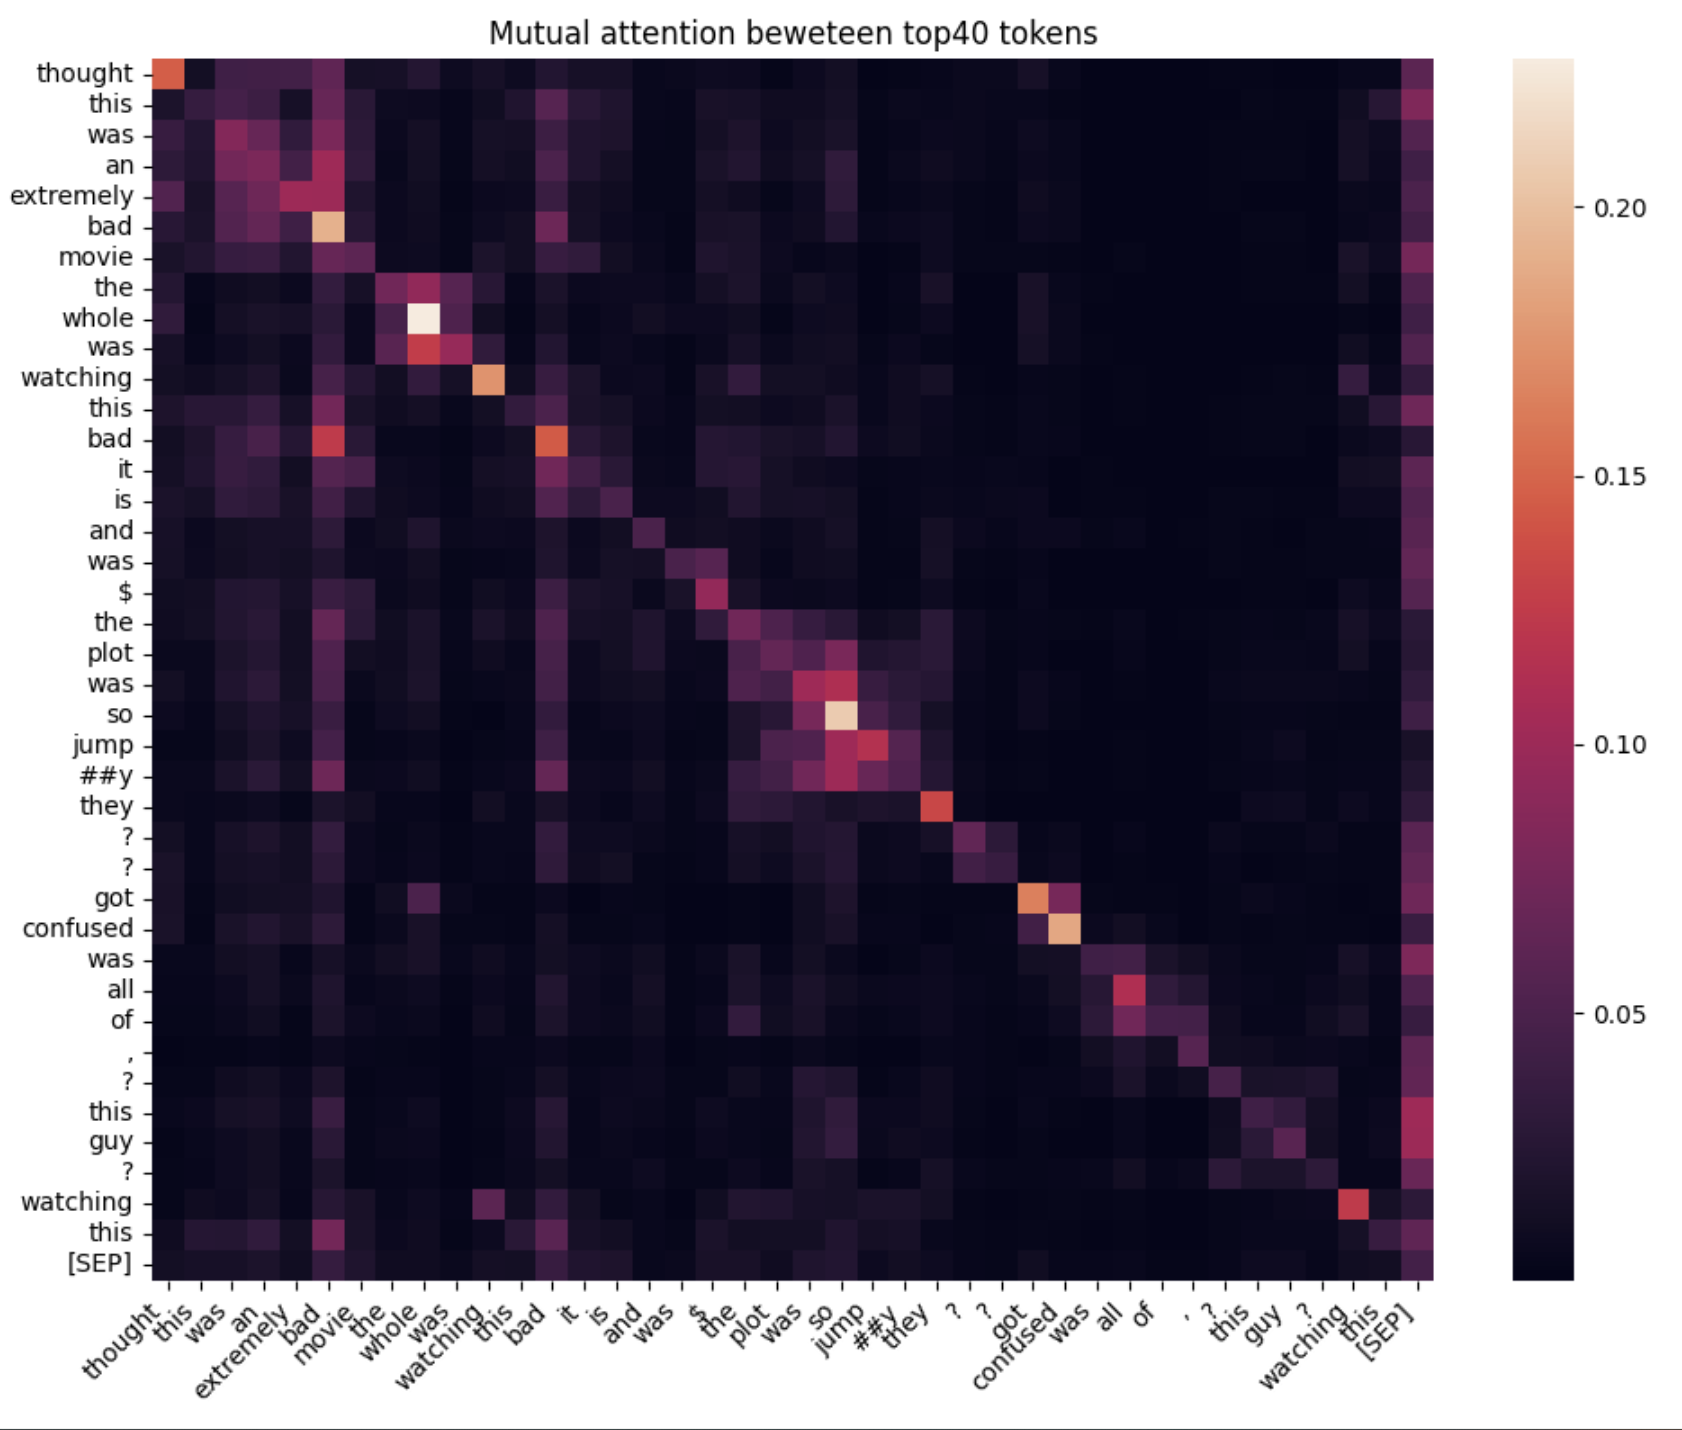 Mutual attention beweteen top40 tokens
thought
this
was
an
extremely
bad
movie
the
whole
was
watching
this
bad
it
is
and
was
$
the
plot
was
so
jump
##y
they
?
?
got
confused
was
all
of
,
?
this
guy
?
watching
this
[SEP]
0.20
0.15
0.10
0.05
thought
this
was
an
extremely
bad
movie
the
whole
was
watching
this
bad
it
is
and
was
$
the
plot
was
so
jump
##y
they
?
?
got
confused
was
all
of
,
?
this
guy
?
watching
this
[SEP]